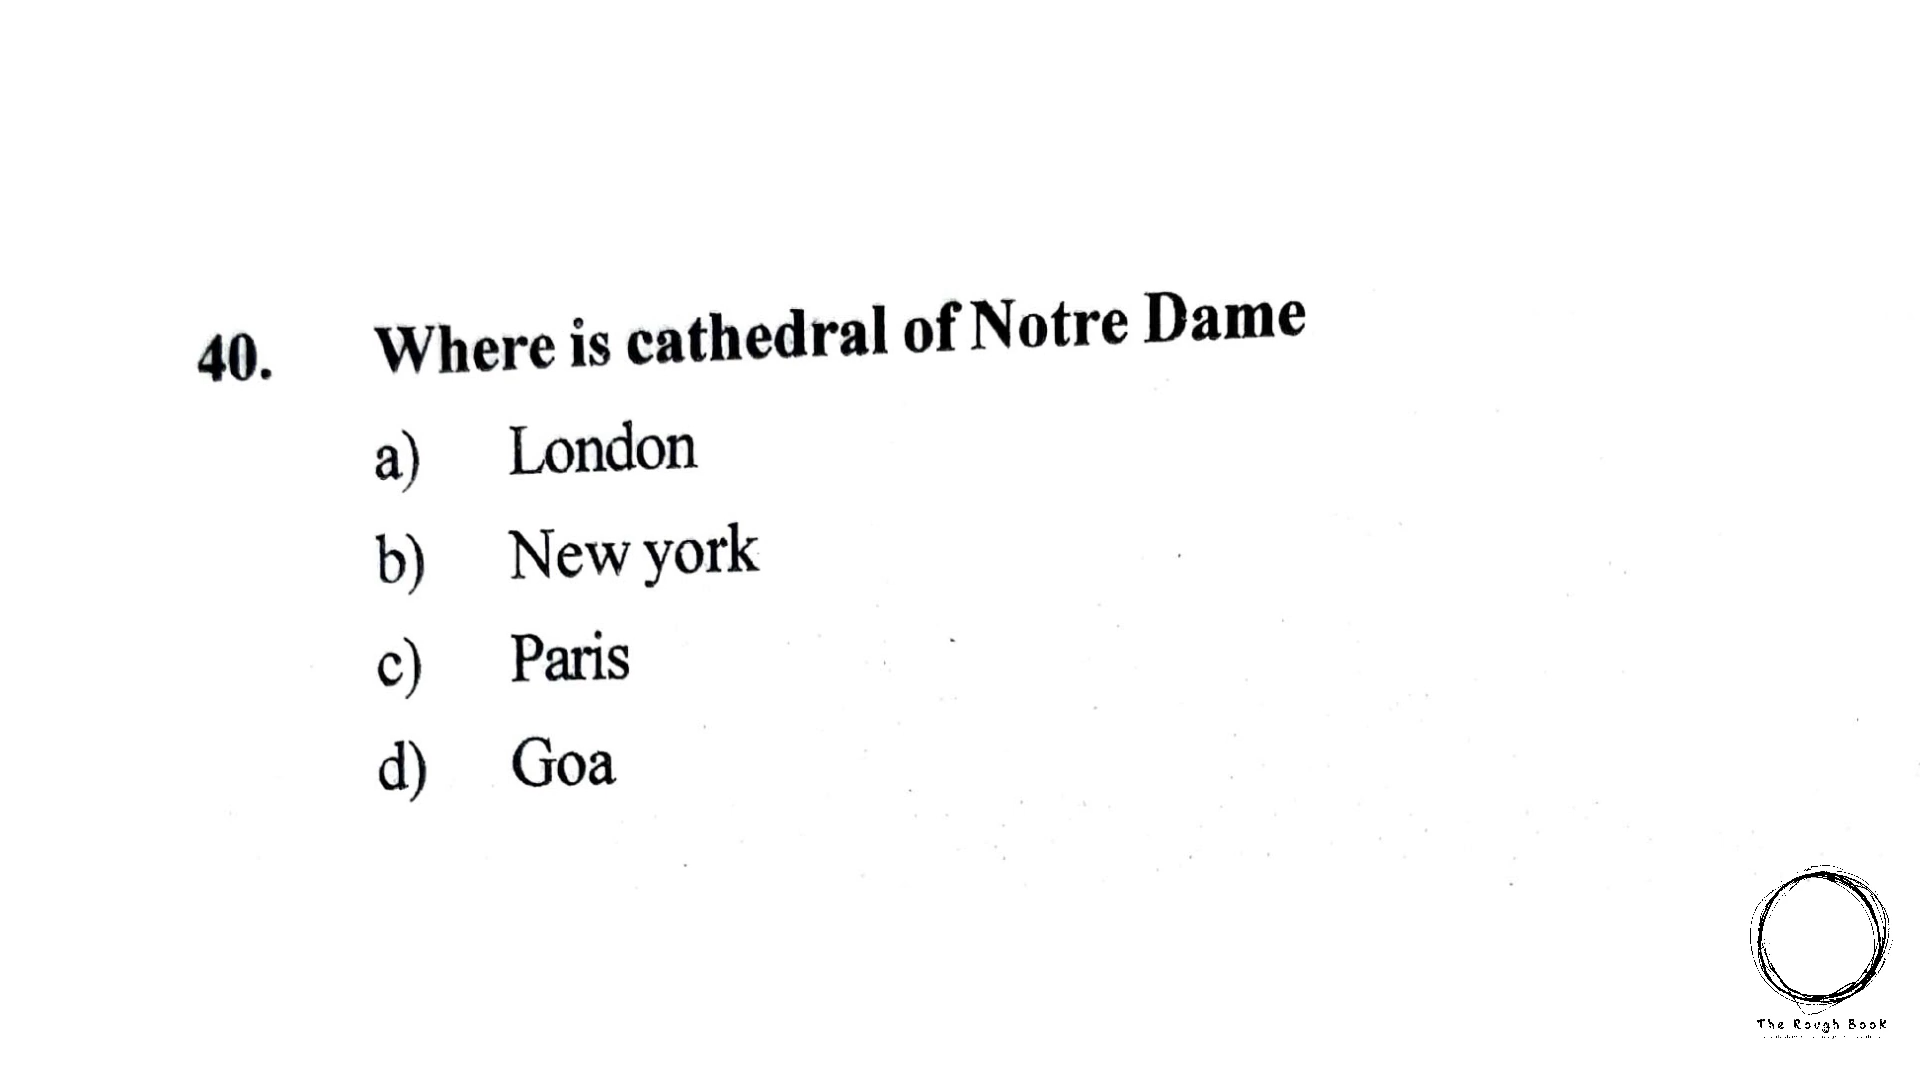 40. Where is cathedral of Notre Dame
a) London
b) New york
c) Paris
d) Goa
The Rough Book